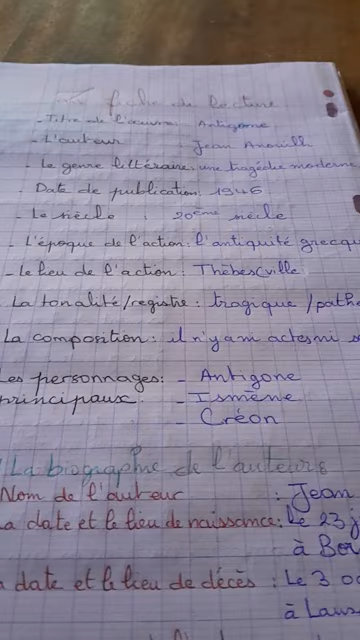 fiche de lecture
- Titre de l'œuvre: Antigone
- L'auteur Jean Anouilh
- Le genre littéraire: une tragédie moderne
- Date de publication: 1946
- Le siècle : 20ème siècle
- L'époque de l'action: l'antiquité grecqu
- le lieu de l'action: Thèbes(ville)
La tonalité/registre: tragique /path
La composition: il n'y a ni actes ni s
Les personnages: - Antigone
principaux: - Ismène
- Créon
La biographie de l'auteur:
Nom de l'auteur : Jean
La date et le lieu de naissance: Le 23 j
à Bor
La date et le lieu de décès : Le 3 oc
à Laus